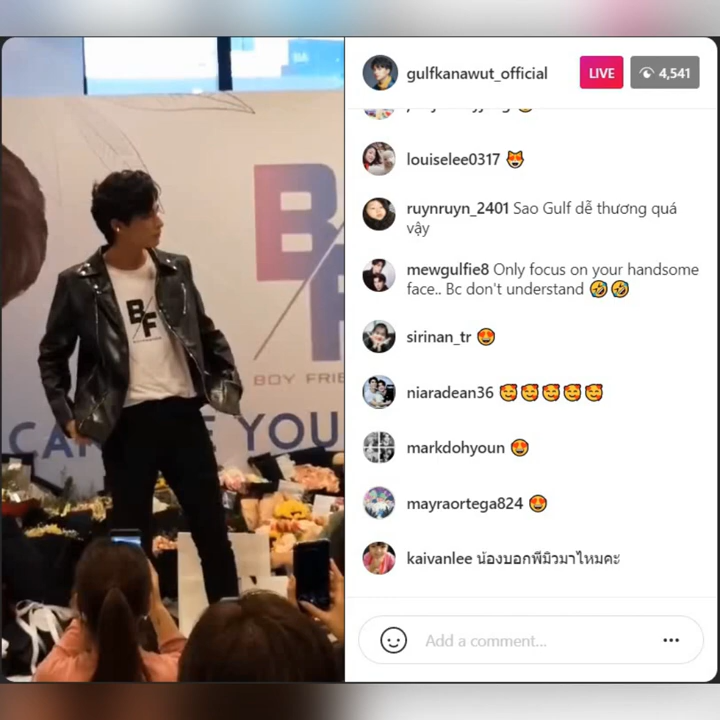 B/F
BOY FRIE
CA
E YOU
B/F
gulfkanawut_official
LIVE
4,541
louiselee0317 😻
ruynruyn_2401 Sao Gulf dễ thương quá
vậy
mewgulfie8 Only focus on your handsome
face.. Bc don't understand 🤣🤣
sirinan_tr 😍
niaradean36 🥰🥰🥰🥰🥰
markdohyoun 😍
mayraortega824 😍
kaivanlee น้องบอกพี่มิวมาไหมคะ
Add a comment...